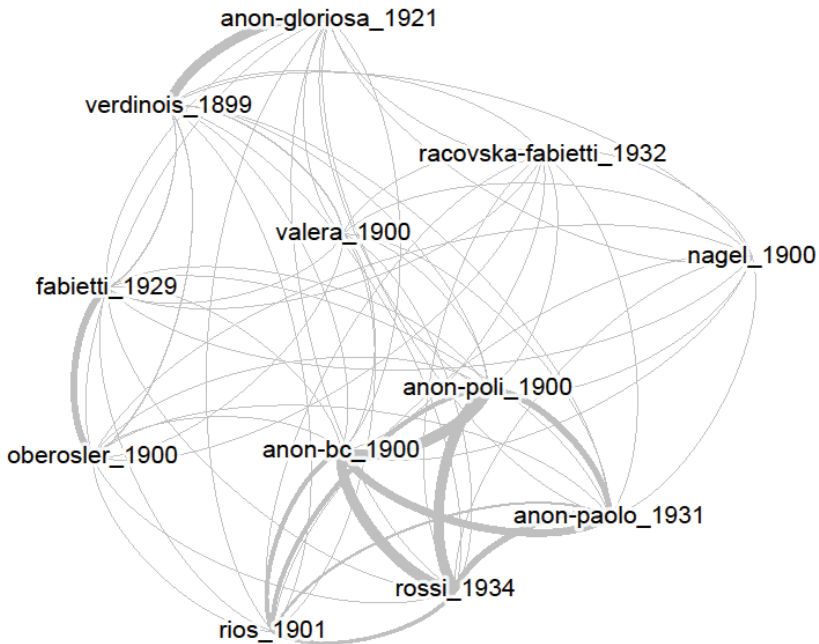 anon-gloriosa_1921
verdinois_1899
racovska-fabietti_1932
valera_1900
nagel_1900
fabietti_1929
anon-poli_1900
anon-bc_1900
oberosler_1900
anon-paolo_1931
rossi_1934
rios_1901